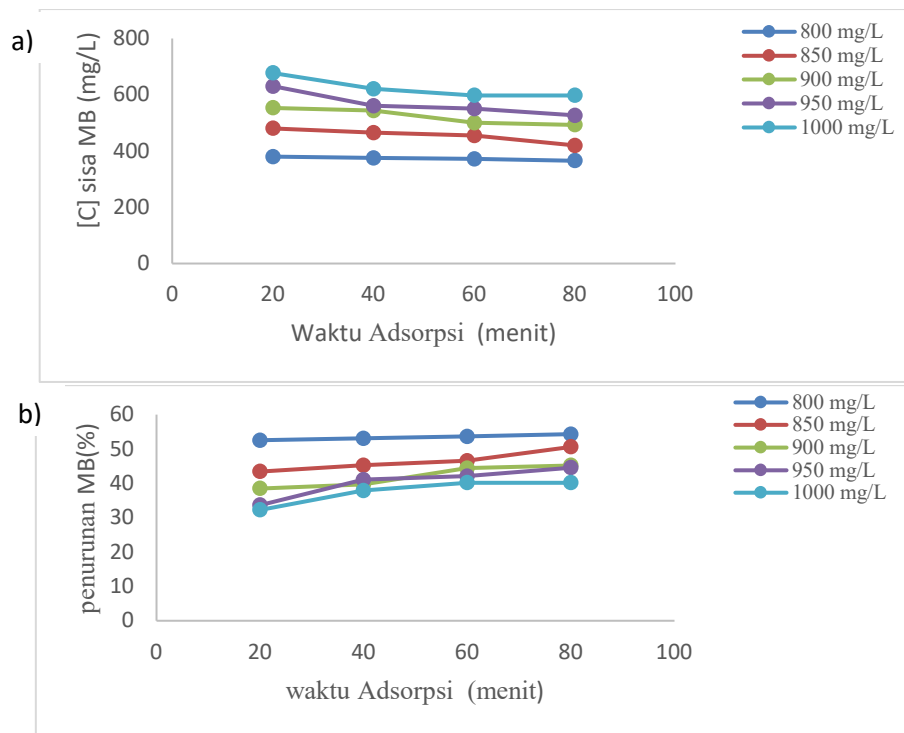 a)
[C] sisa MB (mg/L)
800
600
400
200
0
0 20 40 60 80 100
Waktu Adsorpsi (menit)
800 mg/L
850 mg/L
900 mg/L
950 mg/L
1000 mg/L
b)
penurunan MB(%)
60
50
40
30
20
10
0
0 20 40 60 80 100
waktu Adsorpsi (menit)
800 mg/L
850 mg/L
900 mg/L
950 mg/L
1000 mg/L